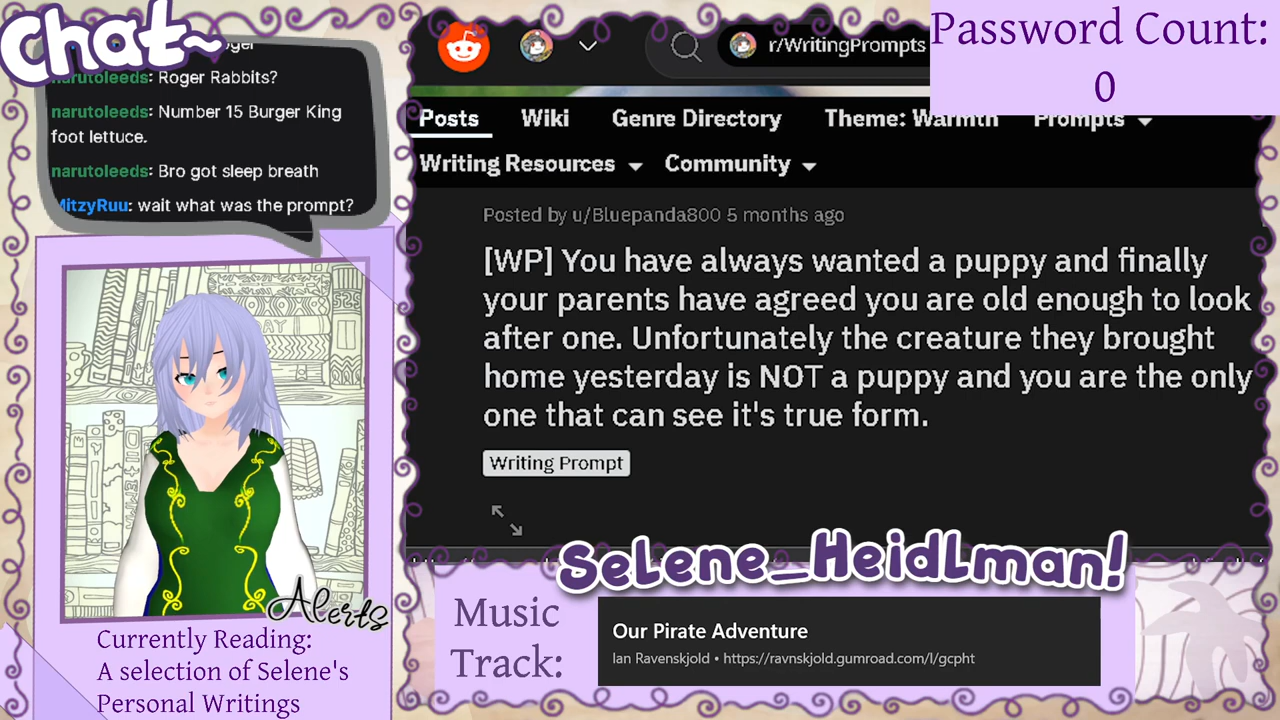 Chat~
narutoleeds: Roger Rabbits?
narutoleeds: Number 15 Burger King
foot lettuce.
narutoleeds: Bro got sleep breath
MitzyRuu: wait what was the prompt?
r/WritingPrompts
Password Count:
0
Posts Wiki Genre Directory Theme: Warmth Prompts
Writing Resources Community
Posted by u/Bluepanda800 5 months ago
[WP] You have always wanted a puppy and finally
your parents have agreed you are old enough to look
after one. Unfortunately the creature they brought
home yesterday is NOT a puppy and you are the only
one that can see it's true form.
Writing Prompt
Selene_Heidlman!
Alerts
Currently Reading:
A selection of Selene's
Personal Writings
Music
Track:
Our Pirate Adventure
Ian Ravenskjold • https://ravnskjold.gumroad.com/l/gcpht